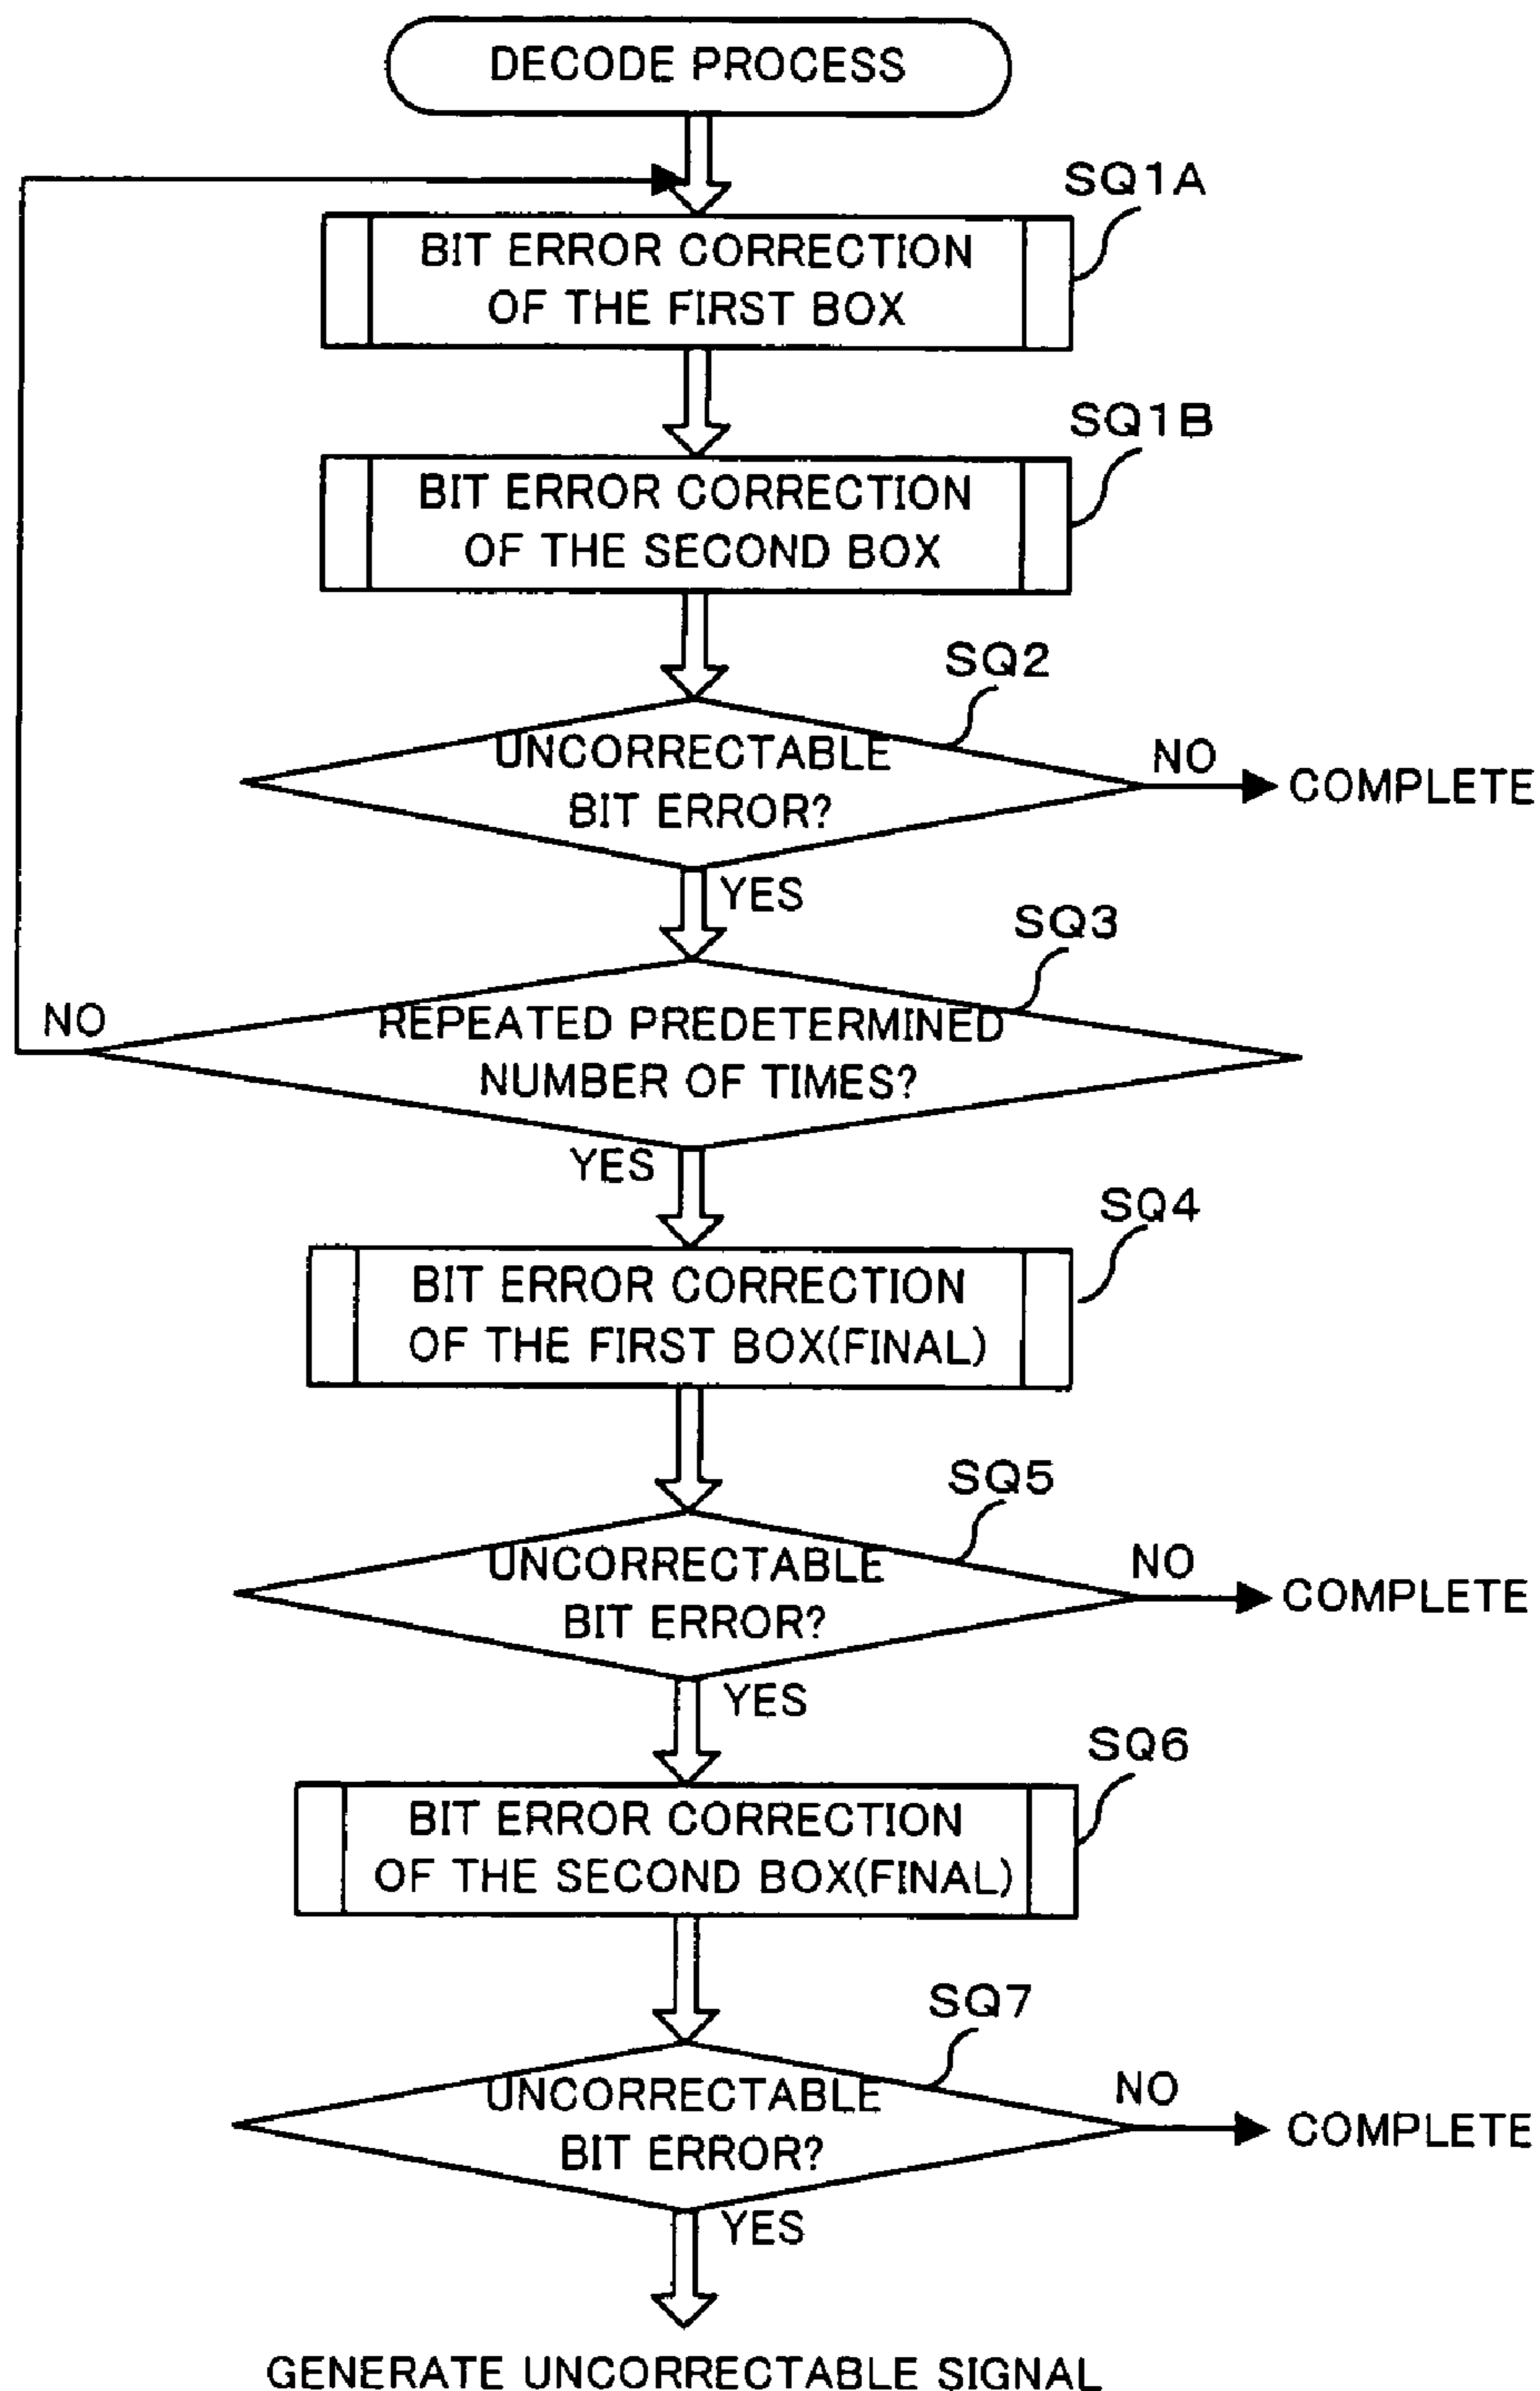 DECODE PROCESS
SQ1A
BIT ERROR CORRECTION
OF THE FIRST BOX
SQ1B
BIT ERROR CORRECTION
OF THE SECOND BOX
SQ2
UNCORRECTABLE
BIT ERROR?
NO
COMPLETE
YES
SQ3
NO
REPEATED PREDETERMINED
NUMBER OF TIMES?
YES
SQ4
BIT ERROR CORRECTION
OF THE FIRST BOX(FINAL)
SQ5
UNCORRECTABLE
BIT ERROR?
NO
COMPLETE
YES
SQ6
BIT ERROR CORRECTION
OF THE SECOND BOX(FINAL)
SQ7
UNCORRECTABLE
BIT ERROR?
NO
COMPLETE
YES
GENERATE UNCORRECTABLE SIGNAL